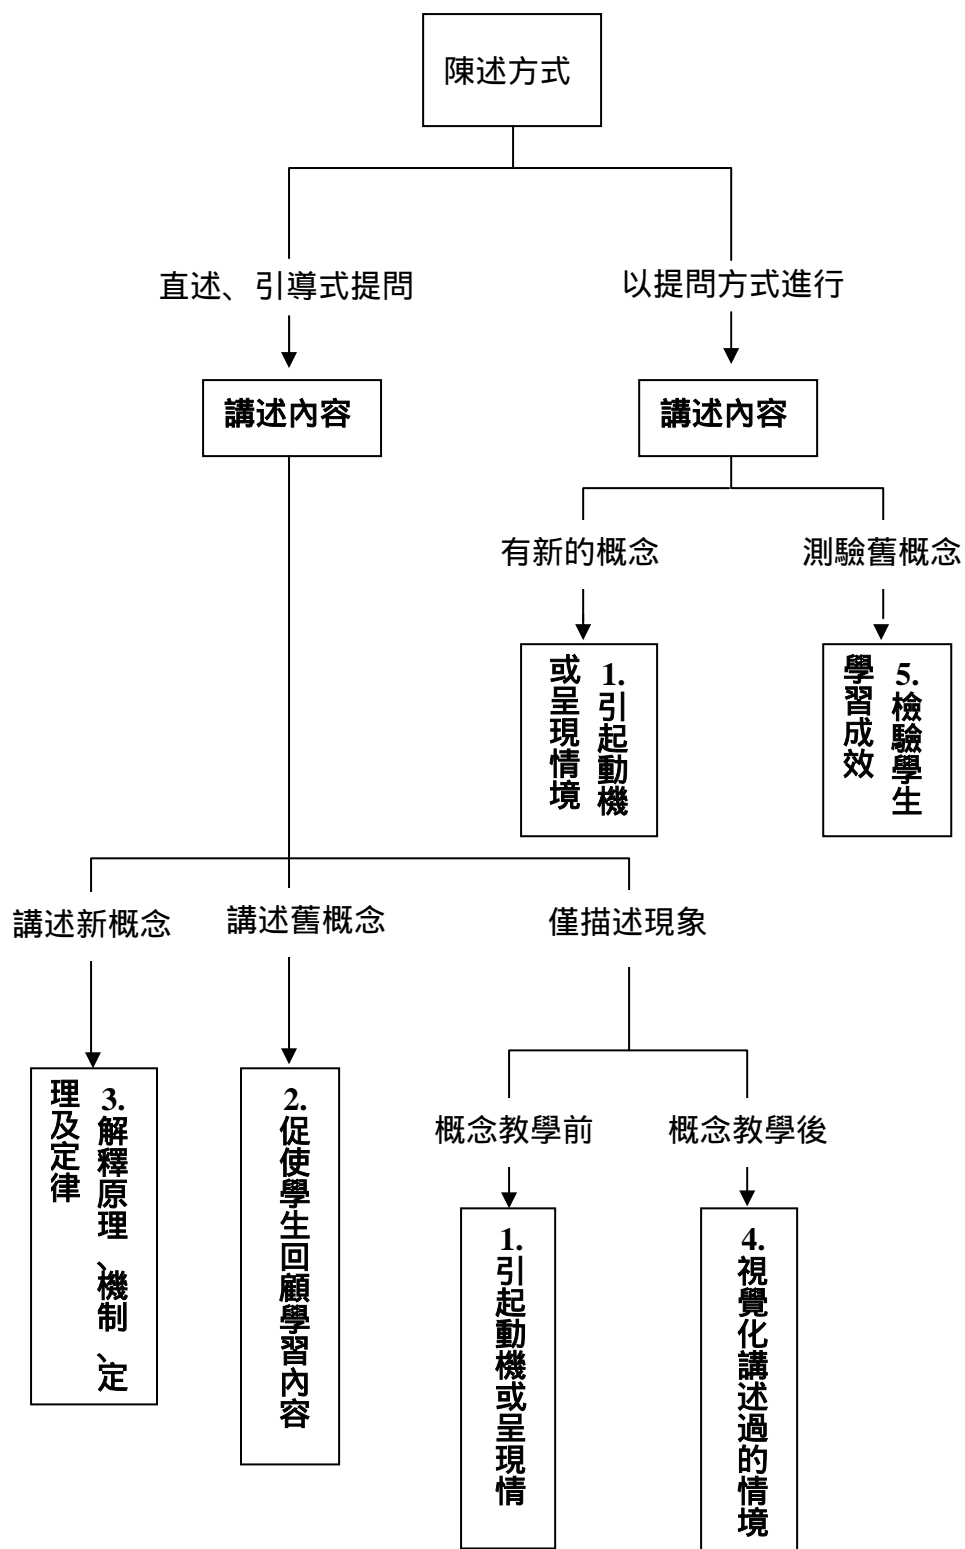 陳述方式
直述、引導式提問
以提問方式進行
講述內容
講述內容
有新的概念
測驗舊概念
1.引起動機
或呈現情境
5.檢驗學生
學習成效
講述新概念
講述舊概念
僅描述現象
3.解釋原理、機制、定
理及定律
2.促使學生回顧學習內容
概念教學前
概念教學後
1.引起動機或呈現情
4.視覺化講述過的情境